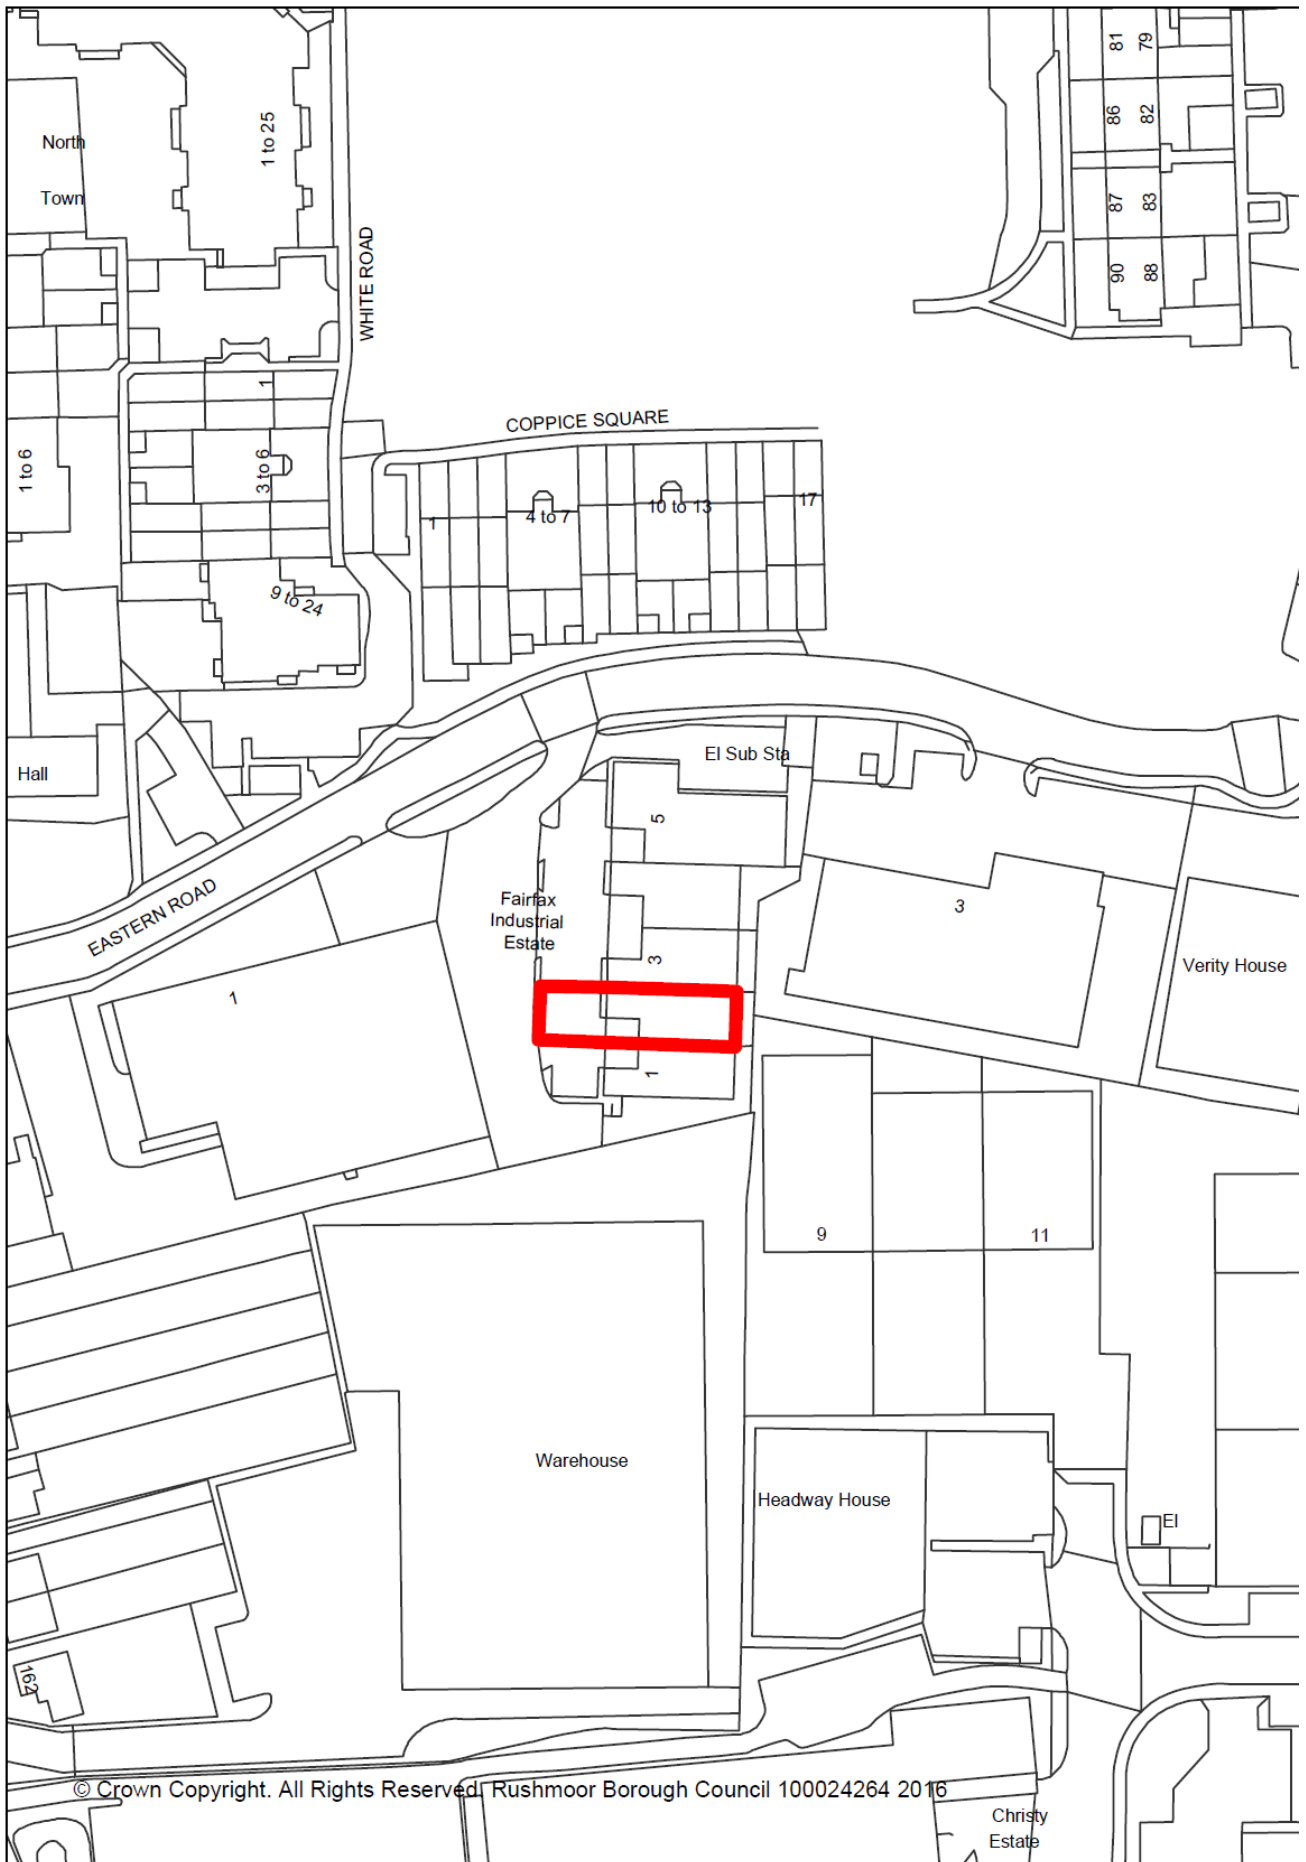 81
79
86
82
87
83
90
88
North
Town
1 to 25
WHITE ROAD
1
3 to 6
1 to 6
9 to 24
COPPICE SQUARE
1
4 to 7
10 to 13
17
Hall
El Sub Sta
5
EASTERN ROAD
Fairfax
Industrial
Estate
3
3
Verity House
1
1
9
11
Warehouse
Headway House
El
162
© Crown Copyright. All Rights Reserved. Rushmoor Borough Council 100024264 2016
Christy
Estate